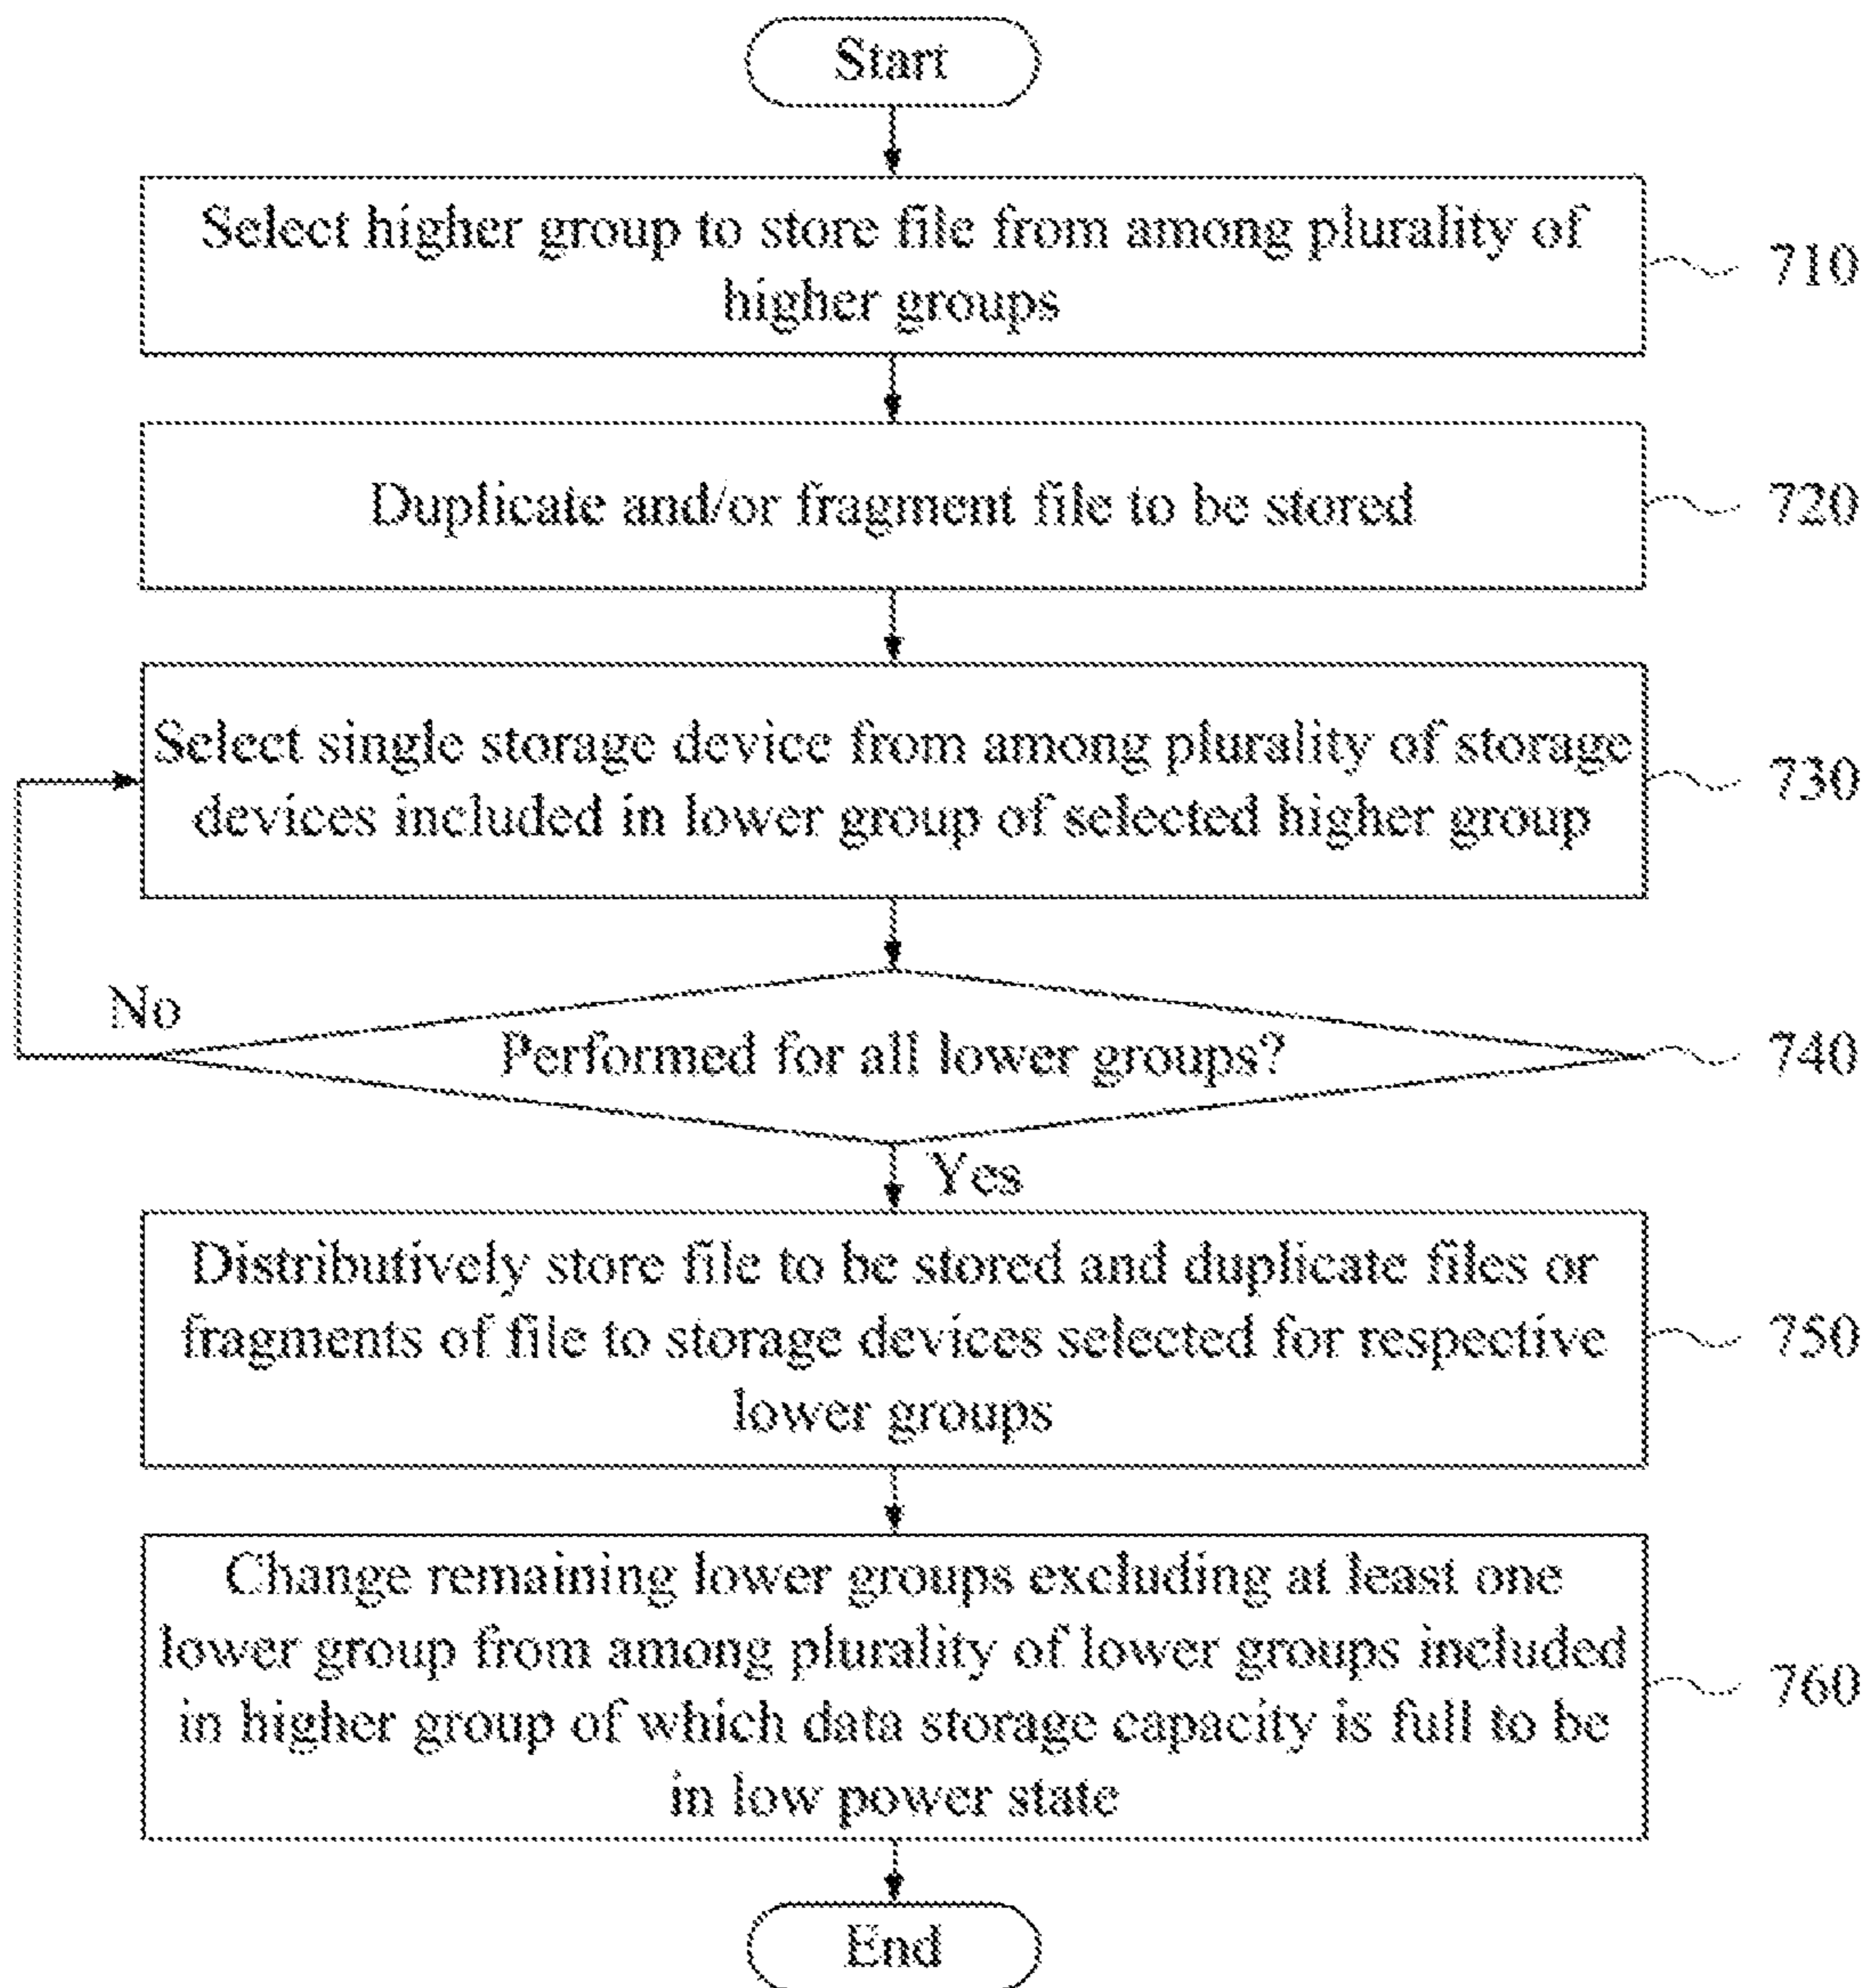 Start
Select higher group to store file from among plurality of
higher groups
710
Duplicate and/or fragment file to be stored
720
Select single storage device from among plurality of storage
devices included in lower group of selected higher group
730
No
Performed for all lower groups?
740
Yes
Distributively store file to be stored and duplicate files or
fragments of file to storage devices selected for respective
lower groups
750
Change remaining lower groups excluding at least one
lower group from among plurality of lower groups included
in higher group of which data storage capacity is full to be
in low power state
760
End